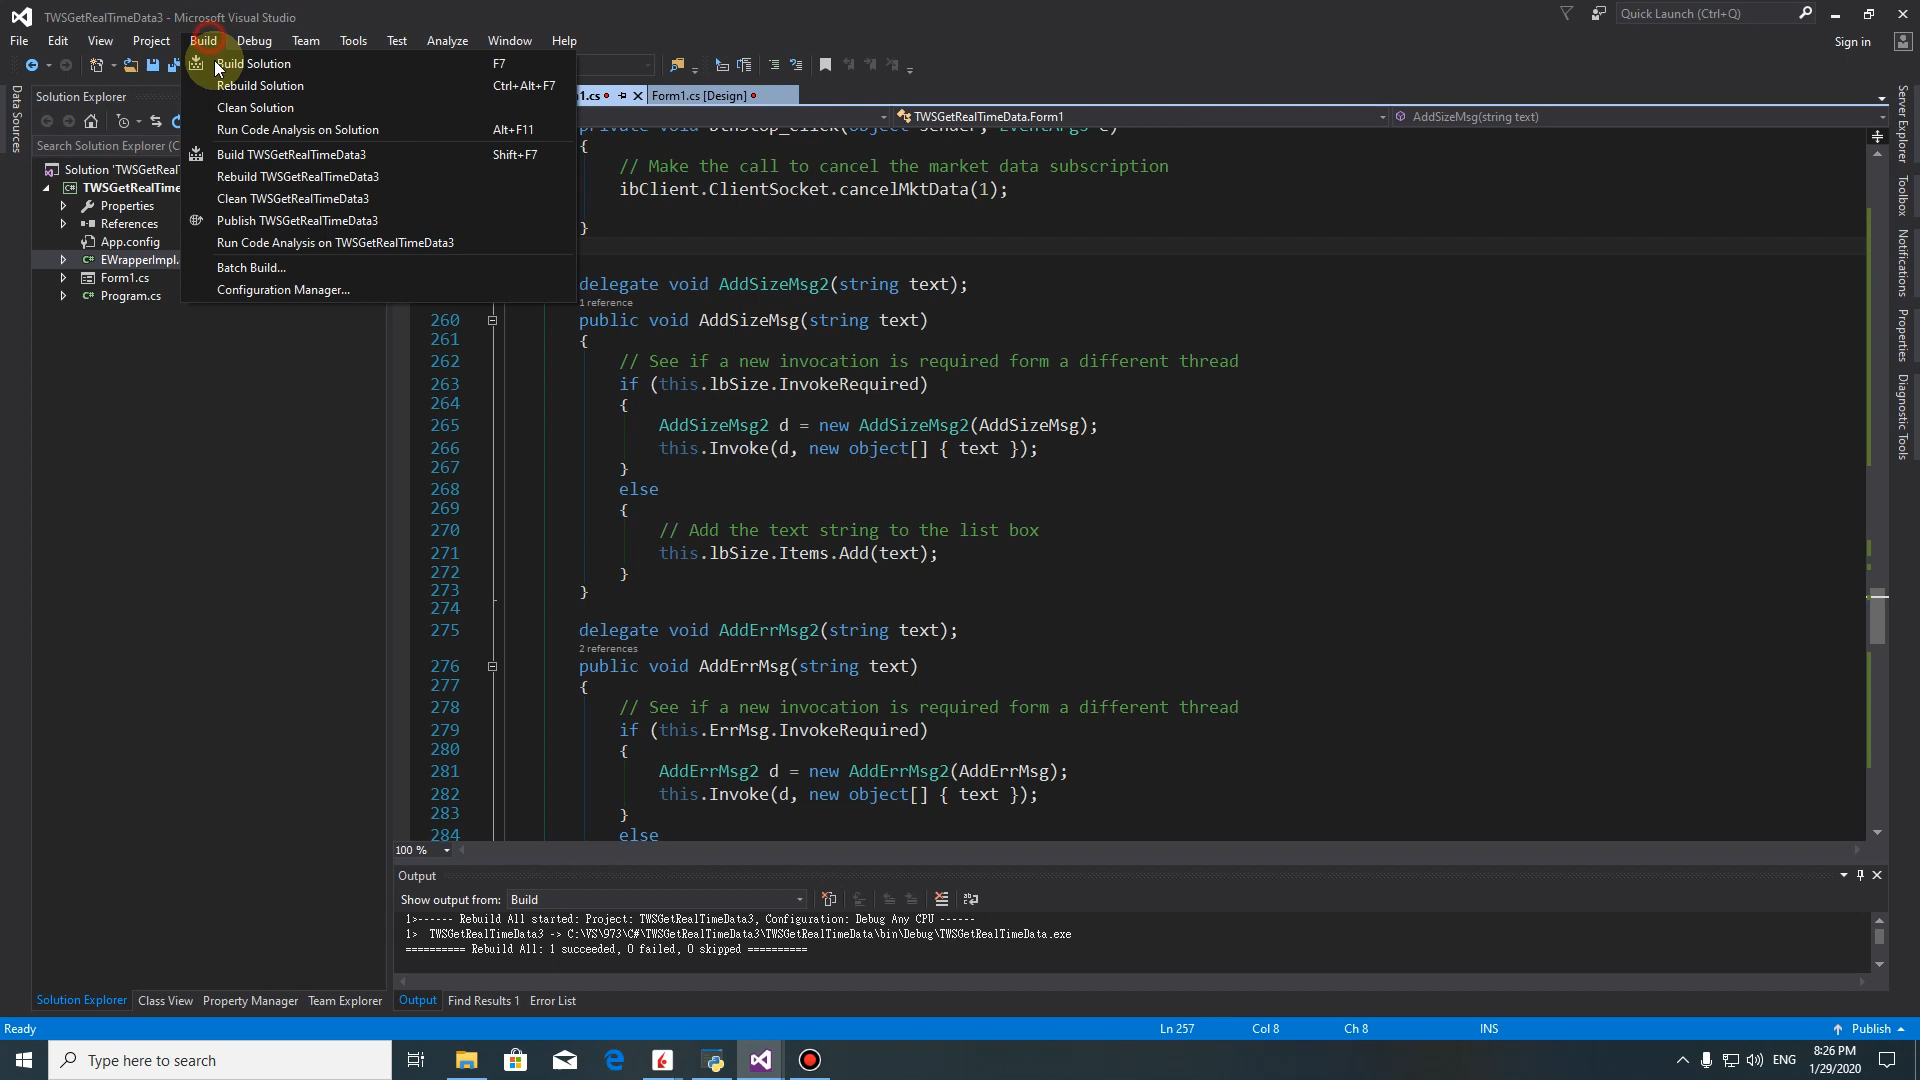 TWSGetRealTimeData3 - Microsoft Visual Studio
Quick Launch (Ctrl+Q)
File Edit View Project Build Debug Team Tools Test Analyze Window Help
Sign in
Build Solution F7
Rebuild Solution Ctrl+Alt+F7
Clean Solution
Run Code Analysis on Solution Alt+F11
Build TWSGetRealTimeData3 Shift+F7
Rebuild TWSGetRealTimeData3
Clean TWSGetRealTimeData3
Publish TWSGetRealTimeData3
Run Code Analysis on TWSGetRealTimeData3
Batch Build...
Configuration Manager...
Data Sources
Solution Explorer
Search Solution Explorer (C
Solution 'TWSGetReal
TWSGetRealTime
Properties
References
App.config
EWrapperImpl.
Form1.cs
Program.cs
1.cs Form1.cs [Design]
TWSGetRealTimeData.Form1
AddSizeMsg(string text)
private void btnStop_Click(object sender, EventArgs e)
{
// Make the call to cancel the market data subscription
ibClient.ClientSocket.cancelMktData(1);
}
delegate void AddSizeMsg2(string text);
1 reference
260 public void AddSizeMsg(string text)
261 {
262 // See if a new invocation is required form a different thread
263 if (this.lbSize.InvokeRequired)
264 {
265 AddSizeMsg2 d = new AddSizeMsg2(AddSizeMsg);
266 this.Invoke(d, new object[] { text });
267 }
268 else
269 {
270 // Add the text string to the list box
271 this.lbSize.Items.Add(text);
272 }
273 }
274
275 delegate void AddErrMsg2(string text);
2 references
276 public void AddErrMsg(string text)
277 {
278 // See if a new invocation is required form a different thread
279 if (this.ErrMsg.InvokeRequired)
280 {
281 AddErrMsg2 d = new AddErrMsg2(AddErrMsg);
282 this.Invoke(d, new object[] { text });
283 }
284 else
100 %
Server Explorer
Toolbox
Notifications
Properties
Diagnostic Tools
Output
Show output from: Build
1>------ Rebuild All started: Project: TWSGetRealTimeData3, Configuration: Debug Any CPU ------
1> TWSGetRealTimeData3 -> C:\VS\973\C#\TWSGetRealTimeData3\TWSGetRealTimeData\bin\Debug\TWSGetRealTimeData.exe
========== Rebuild All: 1 succeeded, 0 failed, 0 skipped ==========
Solution Explorer Class View Property Manager Team Explorer
Output Find Results 1 Error List
Ready Ln 257 Col 8 Ch 8 INS Publish
Type here to search
ENG
8:26 PM
1/29/2020